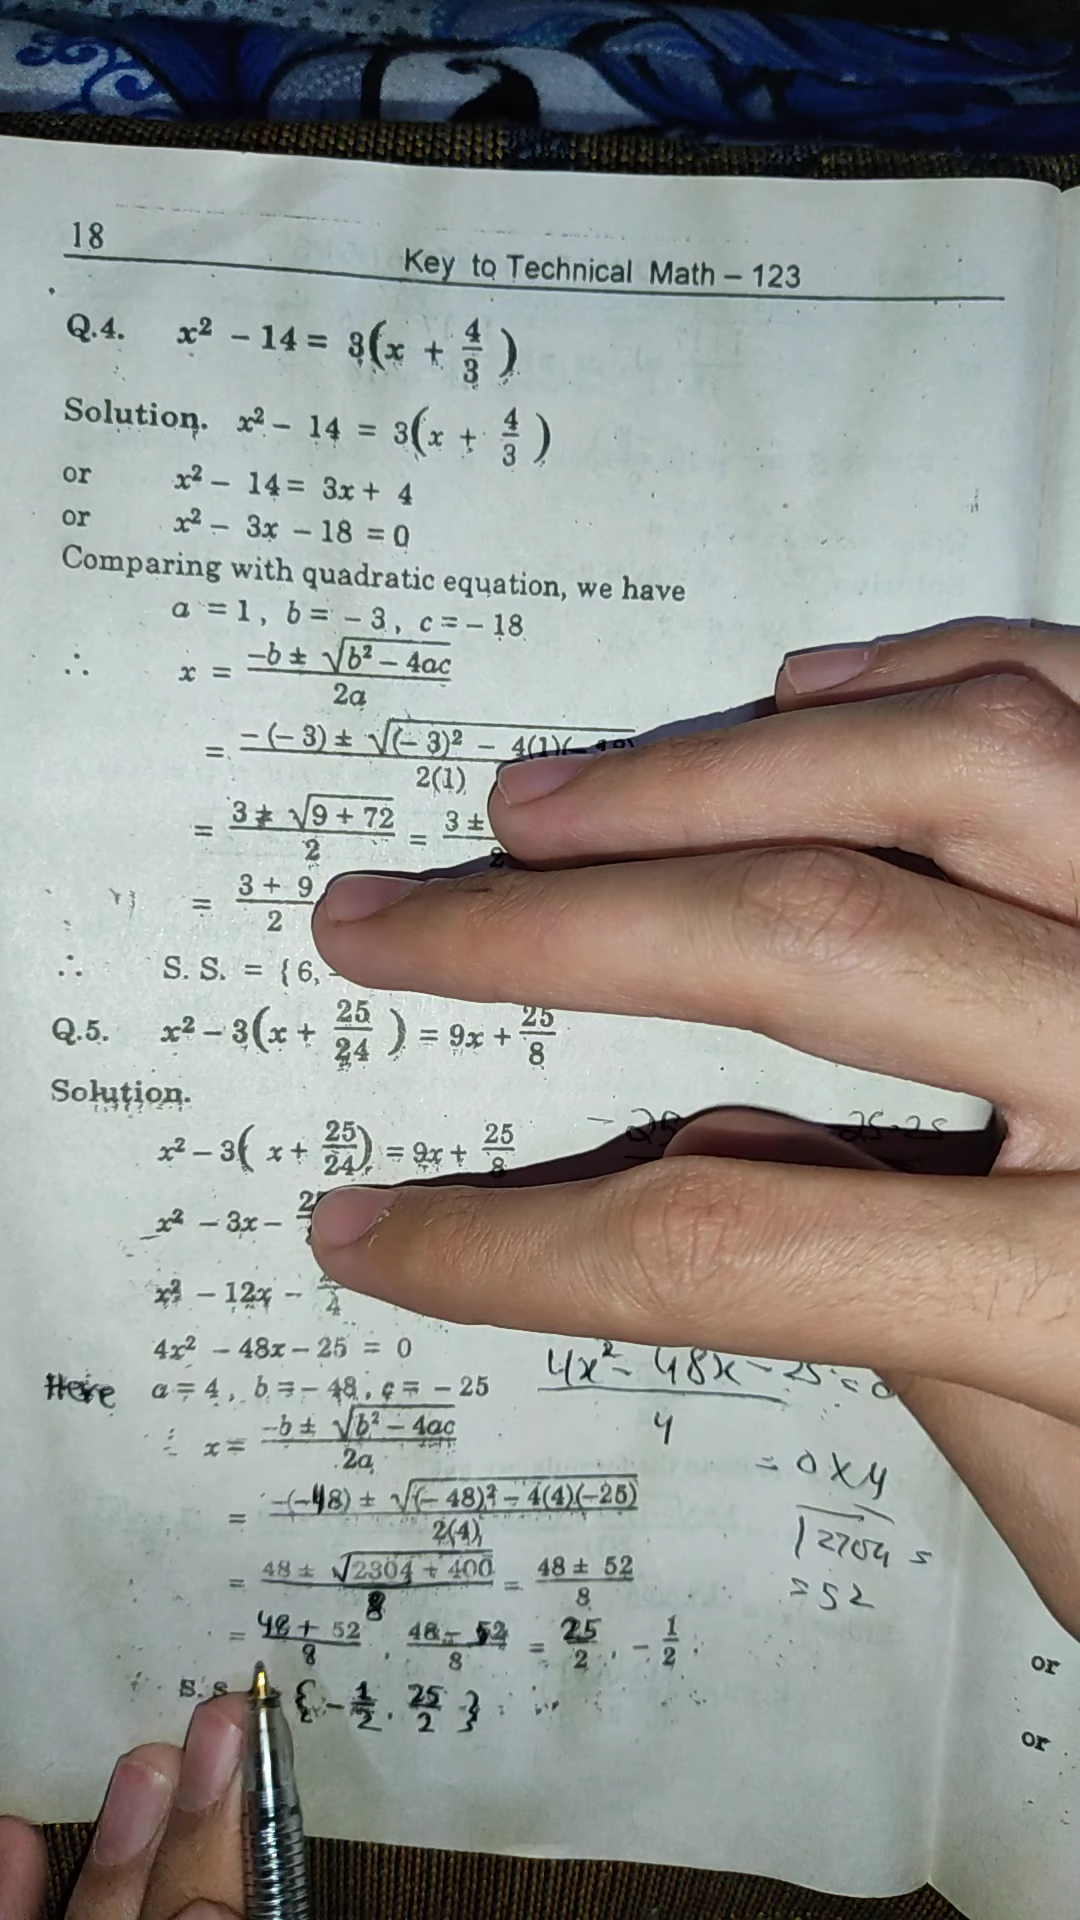 18
Key to Technical Math – 123
Q.4. x² – 14 = 3(x + 4/3)
Solution. x² – 14 = 3(x + 4/3)
or x² – 14 = 3x + 4
or x² – 3x – 18 = 0
Comparing with quadratic equation, we have
a = 1, b = – 3, c = – 18
∴ x = (–b ± √(b² – 4ac))/2a
= (– (– 3) ± √((– 3)² – 4(1)(– 18)))/2(1)
= (3 ± √(9 + 72))/2 = 3 ±
= (3 + 9)/2
∴ S. S. = {6,
Q.5. x² – 3(x + 25/24) = 9x + 25/8
Solution.
x² – 3(x + 25/24) = 9x + 25/8
x² – 3x –
x² – 12x – /4
4x² – 48x – 25 = 0
4x² – 48x – 25 = 0
4
Here a = 4, b = – 48, c = – 25
∴ x = (–b ± √(b² – 4ac))/2a
= 0 x 4
= (–(–48) ± √((– 48)² – 4(4)(–25)))/2(4)
√2704 =
= (48 ± √(2304 + 400))/8 = (48 ± 52)/8
= 52
= (48 + 52)/8 , (48 – 52)/8 = 25/2 , – 1/2 .
or
S. S {– 1/2 , 25/2}
or